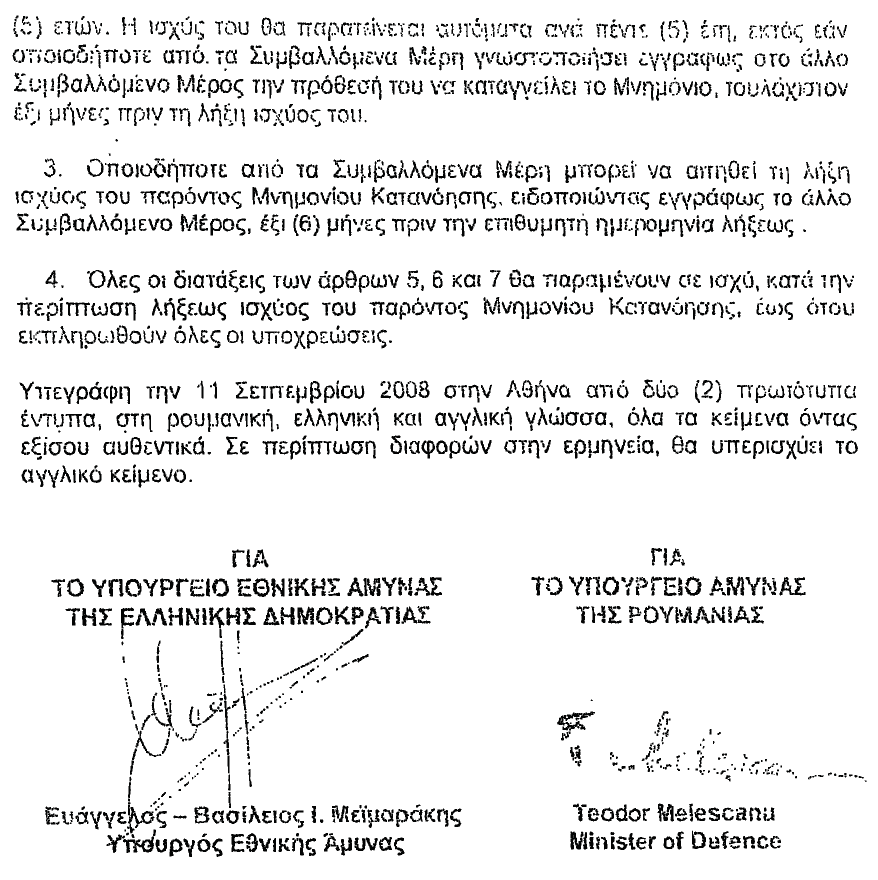 (5) ετών. Η ισχύς του θα παρατείνεται αυτόματα ανά πέντε (5) έτη, εκτός εάν
οποιοδήποτε από τα Συμβαλλόμενα Μέρη γνωστοποιήσει εγγράφως στο άλλο
Συμβαλλόμενο Μέρος την πρόθεσή του να καταγγείλει το Μνημόνιο, τουλάχιστον
έξι μήνες πριν τη λήξη ισχύος του.
3. Οποιοδήποτε από τα Συμβαλλόμενα Μέρη μπορεί να αιτηθεί τη λήξη
ισχύος του παρόντος Μνημονίου Κατανόησης, ειδοποιώντας εγγράφως το άλλο
Συμβαλλόμενο Μέρος, έξι (6) μήνες πριν την επιθυμητή ημερομηνία λήξεως .
4. Όλες οι διατάξεις των άρθρων 5, 6 και 7 θα παραμένουν σε ισχύ, κατά την
περίπτωση λήξεως ισχύος του παρόντος Μνημονίου Κατανόησης, έως ότου
εκπληρωθούν όλες οι υποχρεώσεις.
Υπεγράφη την 11 Σεπτεμβρίου 2008 στην Αθήνα από δύο (2) πρωτότυπα
έντυπα, στη ρουμανική, ελληνική και αγγλική γλώσσα, όλα τα κείμενα όντας
εξίσου αυθεντικά. Σε περίπτωση διαφορών στην ερμηνεία, θα υπερισχύει το
αγγλικό κείμενο.
ΓΙΑ
ΤΟ ΥΠΟΥΡΓΕΙΟ ΕΘΝΙΚΗΣ ΑΜΥΝΑΣ
ΤΗΣ ΕΛΛΗΝΙΚΗΣ ΔΗΜΟΚΡΑΤΙΑΣ
Ευάγγελος – Βασίλειος Ι. Μεϊμαράκης
Υπουργός Εθνικής Άμυνας
ΓΙΑ
ΤΟ ΥΠΟΥΡΓΕΙΟ ΑΜΥΝΑΣ
ΤΗΣ ΡΟΥΜΑΝΙΑΣ
Teodor Melescanu
Minister of Defence